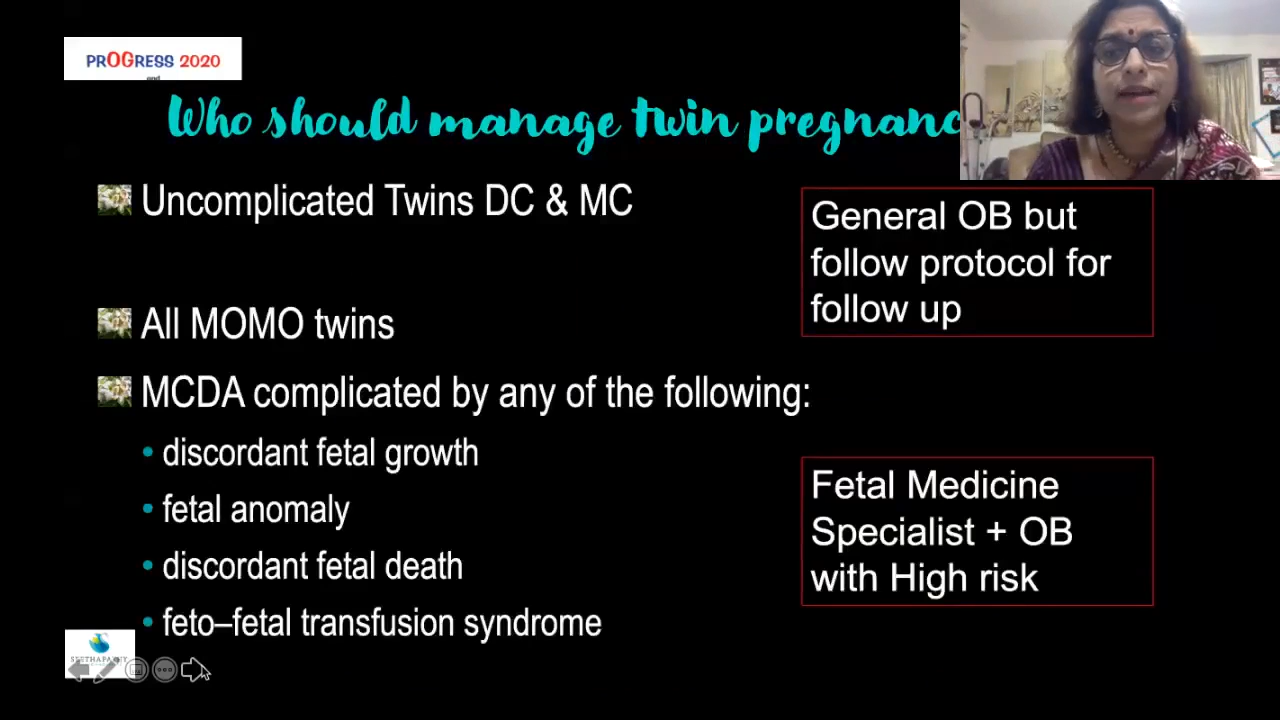 PROGRESS 2020
and
Who should manage twin pregnanc
Uncomplicated Twins DC & MC
General OB but
follow protocol for
follow up
All MOMO twins
MCDA complicated by any of the following:
discordant fetal growth
fetal anomaly
discordant fetal death
feto–fetal transfusion syndrome
Fetal Medicine
Specialist + OB
with High risk